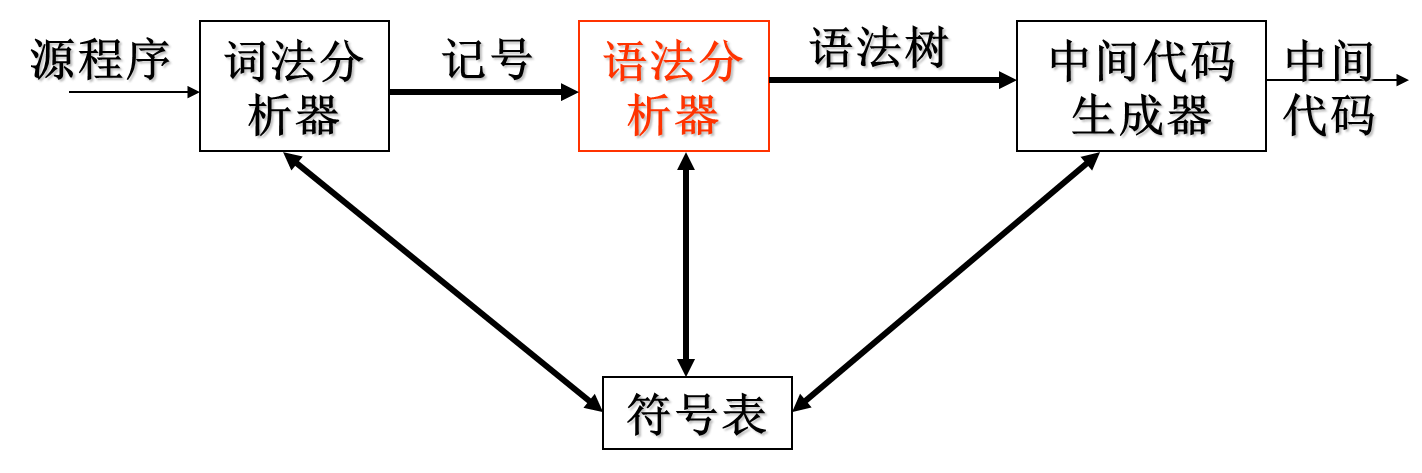 源程序
词法分
析器
记号
语法分
析器
语法树
中间代码
生成器
中间
代码
符号表